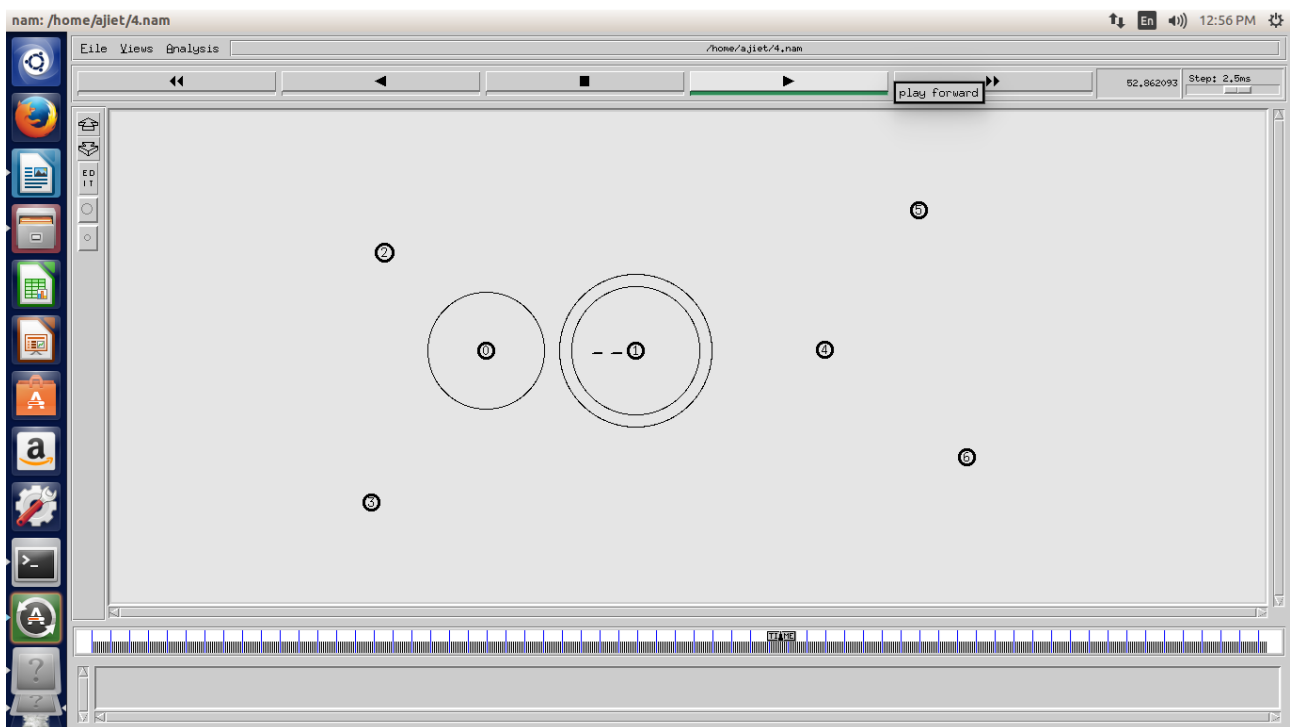 nam: /home/ajiet/4.nam
En 12:56 PM
File Views Analysis /home/ajiet/4.nam
52.862093 Step: 2.5ms
play forward
ED
IT
5
2
0 1 4
6
3
TIME